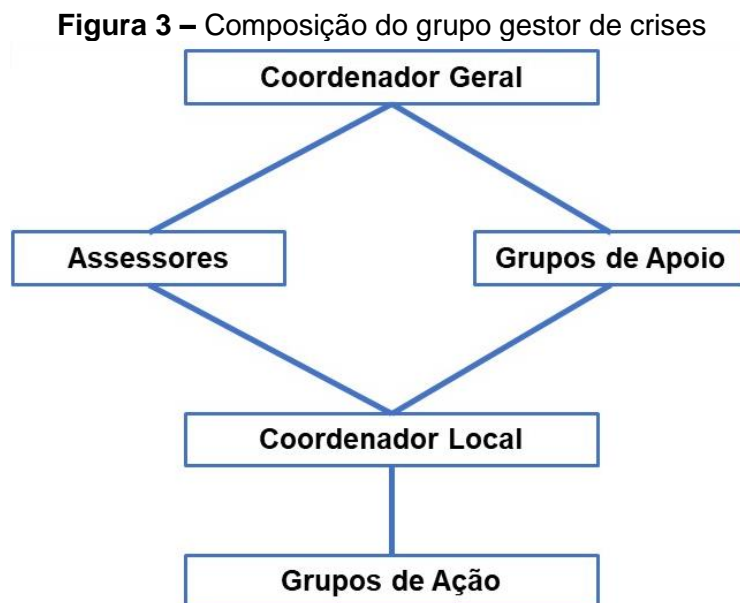 Figura 3 – Composição do grupo gestor de crises
Coordenador Geral
Assessores
Grupos de Apoio
Coordenador Local
Grupos de Ação